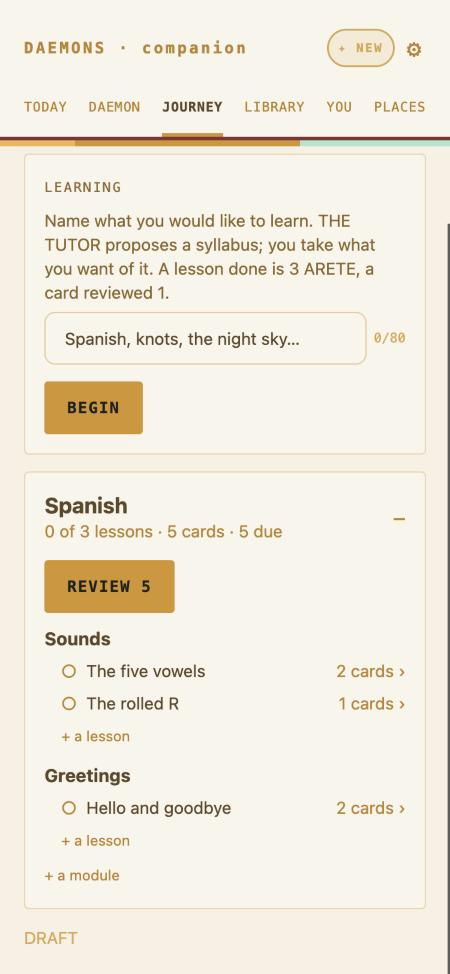 DAEMONS · companion
+ NEW
TODAY DAEMON JOURNEY LIBRARY YOU PLACES
LEARNING
Name what you would like to learn. THE
TUTOR proposes a syllabus; you take what
you want of it. A lesson done is 3 ARETE, a
card reviewed 1.
Spanish, knots, the night sky...
0/80
BEGIN
Spanish
0 of 3 lessons · 5 cards · 5 due
–
REVIEW 5
Sounds
The five vowels 2 cards ›
The rolled R 1 cards ›
+ a lesson
Greetings
Hello and goodbye 2 cards ›
+ a lesson
+ a module
DRAFT